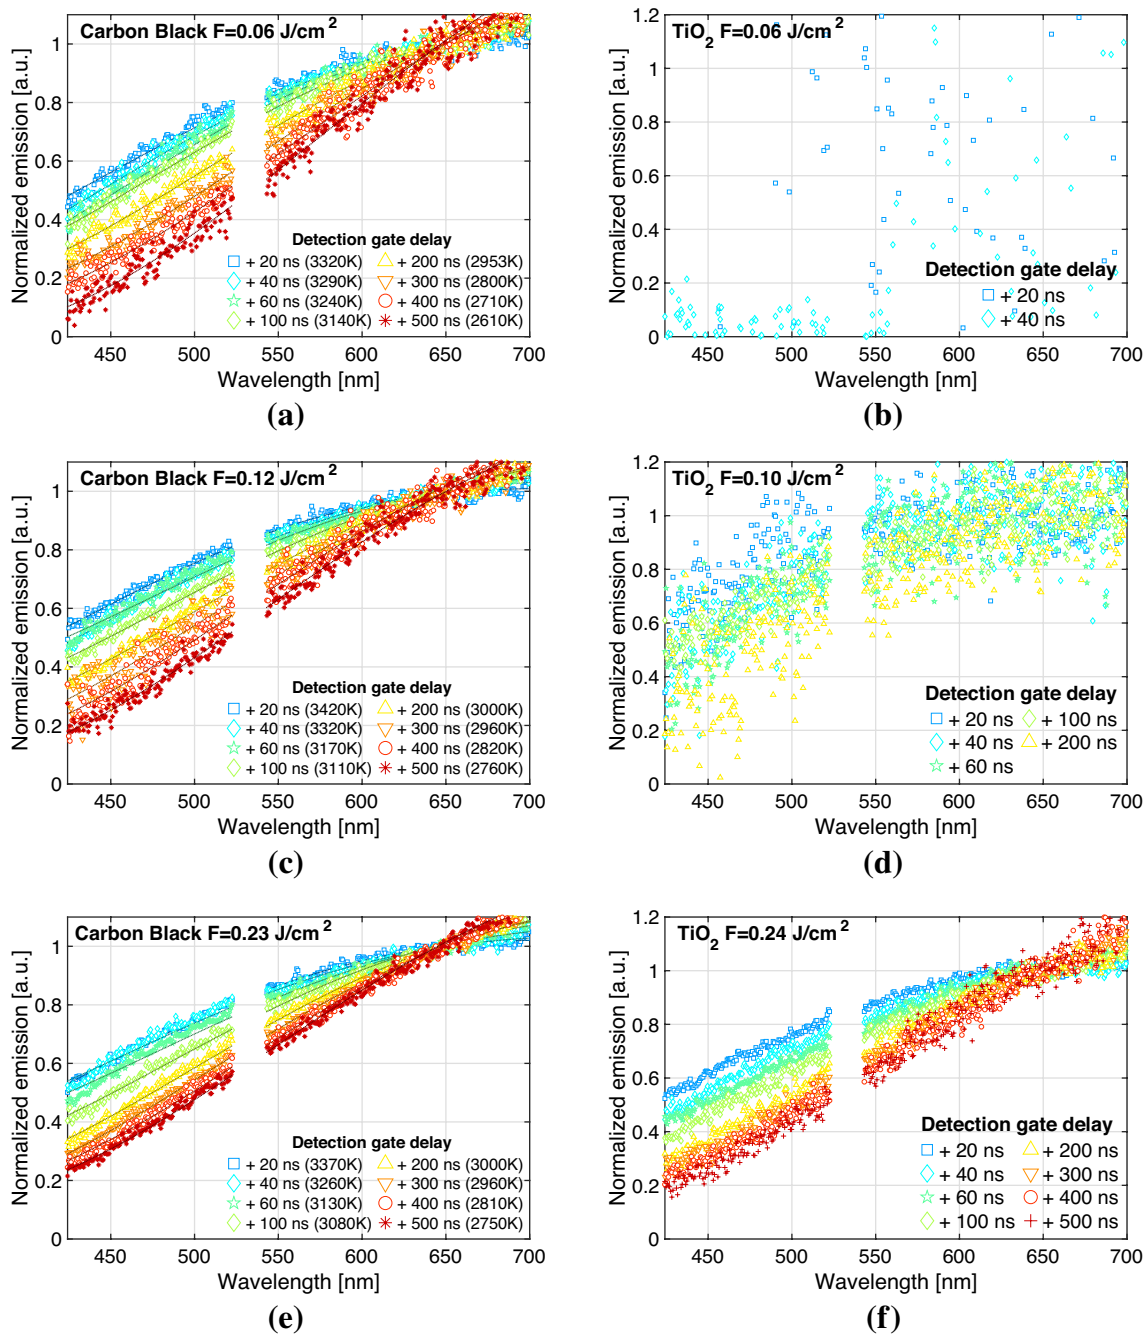 Carbon Black F=0.06 J/cm²
Normalized emission [a.u.]
1
0.8
0.6
0.4
0.2
0
Detection gate delay
+ 20 ns (3320K) + 200 ns (2953K)
+ 40 ns (3290K) + 300 ns (2800K)
+ 60 ns (3240K) + 400 ns (2710K)
+ 100 ns (3140K) + 500 ns (2610K)
450 500 550 600 650 700
Wavelength [nm]
(a)
TiO₂ F=0.06 J/cm²
Normalized emission [a.u.]
1.2
1
0.8
0.6
0.4
0.2
0
Detection gate delay
+ 20 ns
+ 40 ns
450 500 550 600 650 700
Wavelength [nm]
(b)
Carbon Black F=0.12 J/cm²
Normalized emission [a.u.]
1
0.8
0.6
0.4
0.2
0
Detection gate delay
+ 20 ns (3420K) + 200 ns (3000K)
+ 40 ns (3320K) + 300 ns (2960K)
+ 60 ns (3170K) + 400 ns (2820K)
+ 100 ns (3110K) + 500 ns (2760K)
450 500 550 600 650 700
Wavelength [nm]
(c)
TiO₂ F=0.10 J/cm²
Normalized emission [a.u.]
1.2
1
0.8
0.6
0.4
0.2
0
Detection gate delay
+ 20 ns + 100 ns
+ 40 ns + 200 ns
+ 60 ns
450 500 550 600 650 700
Wavelength [nm]
(d)
Carbon Black F=0.23 J/cm²
Normalized emission [a.u.]
1
0.8
0.6
0.4
0.2
0
Detection gate delay
+ 20 ns (3370K) + 200 ns (3000K)
+ 40 ns (3260K) + 300 ns (2960K)
+ 60 ns (3130K) + 400 ns (2810K)
+ 100 ns (3080K) + 500 ns (2750K)
450 500 550 600 650 700
Wavelength [nm]
(e)
TiO₂ F=0.24 J/cm²
Normalized emission [a.u.]
1.2
1
0.8
0.6
0.4
0.2
0
Detection gate delay
+ 20 ns + 200 ns
+ 40 ns + 300 ns
+ 60 ns + 400 ns
+ 100 ns + 500 ns
450 500 550 600 650 700
Wavelength [nm]
(f)